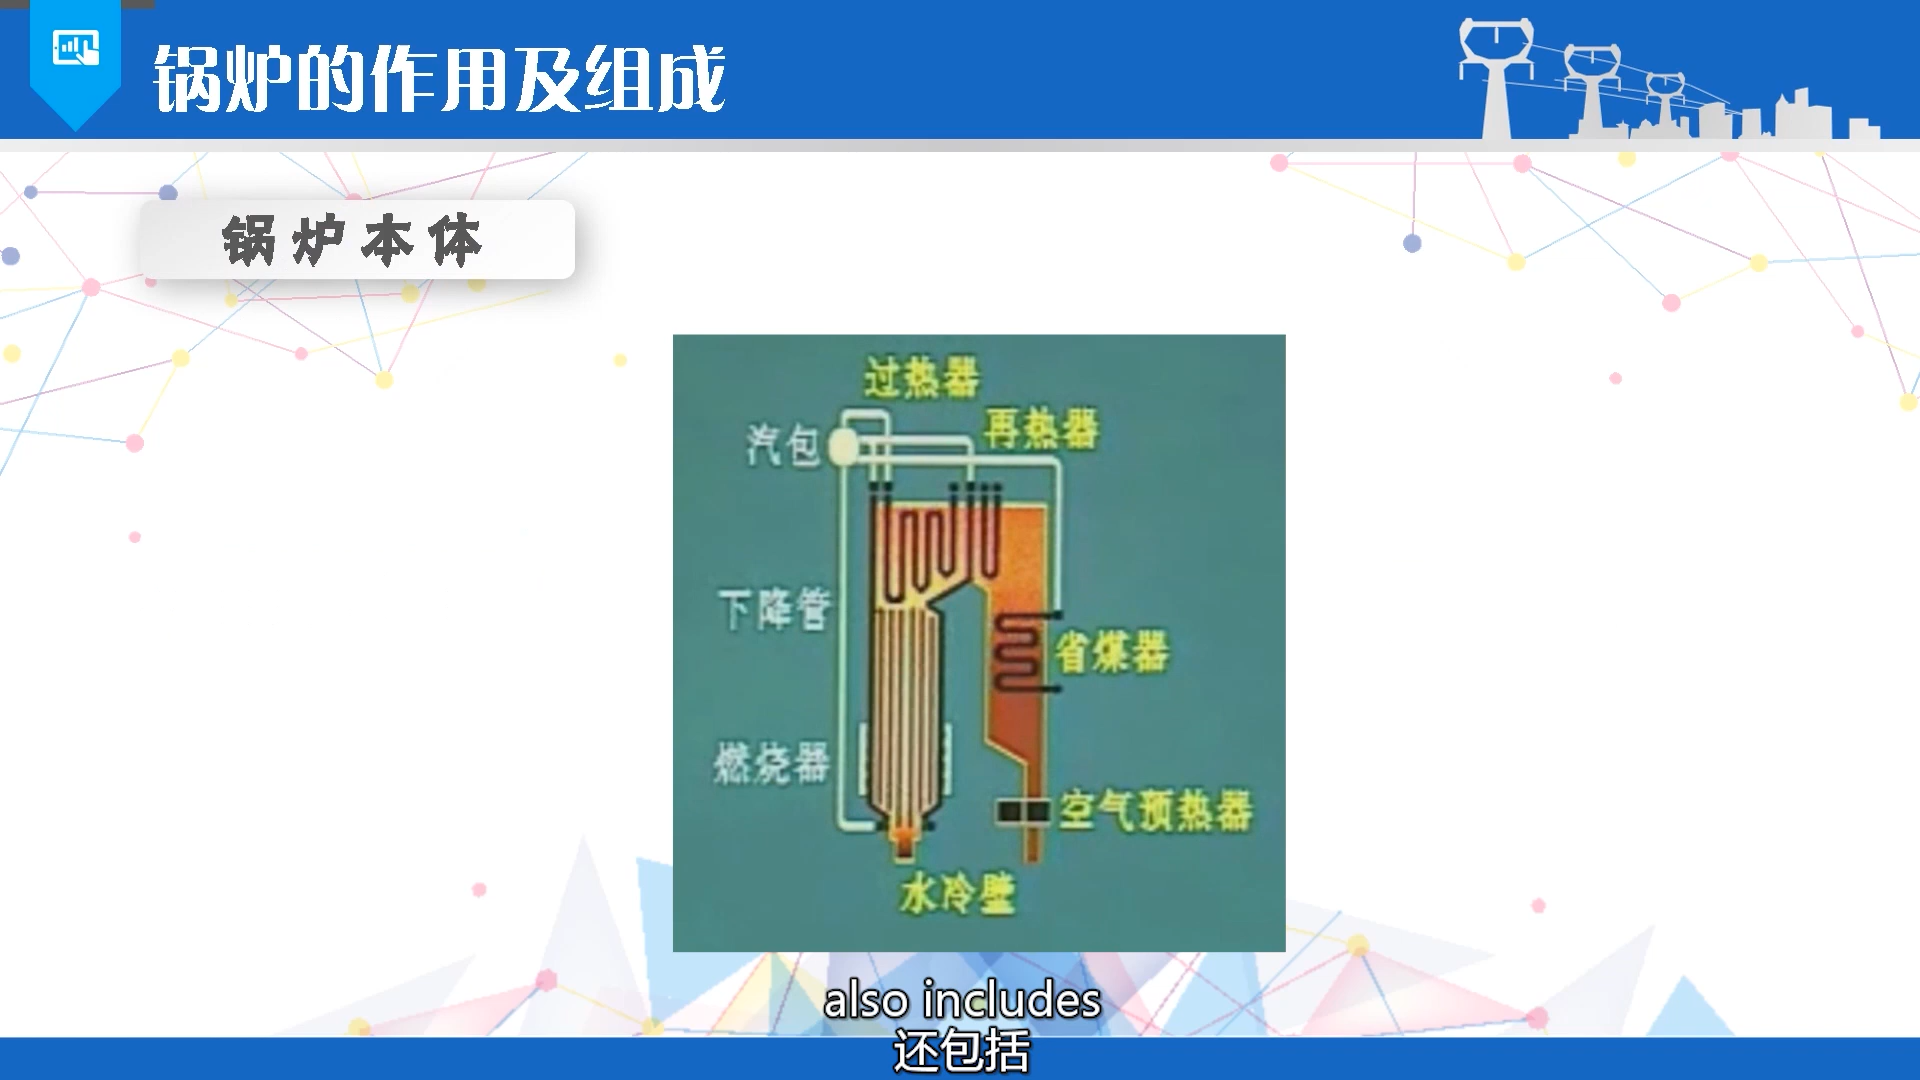 锅炉的作用及组成
锅炉本体
过热器
再热器
汽包
下降管
省煤器
燃烧器
空气预热器
水冷壁
also includes
还包括